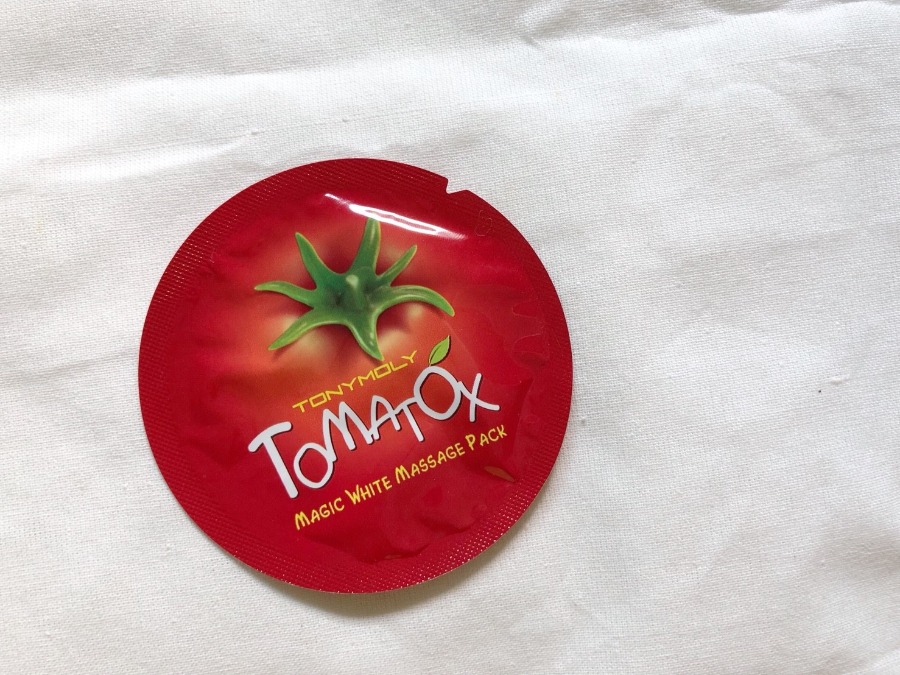 TONYMOLY
TOMATOX
MAGIC WHITE MASSAGE PACK